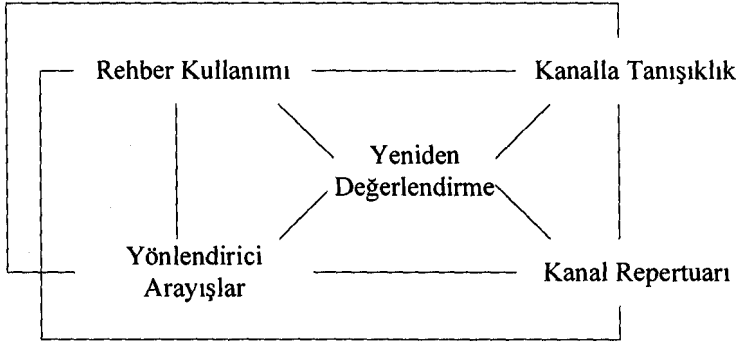 Rehber Kullanımı
Kanalla Tanışıklık
Yeniden
Değerlendirme
Yönlendirici
Arayışlar
Kanal Repertuarı